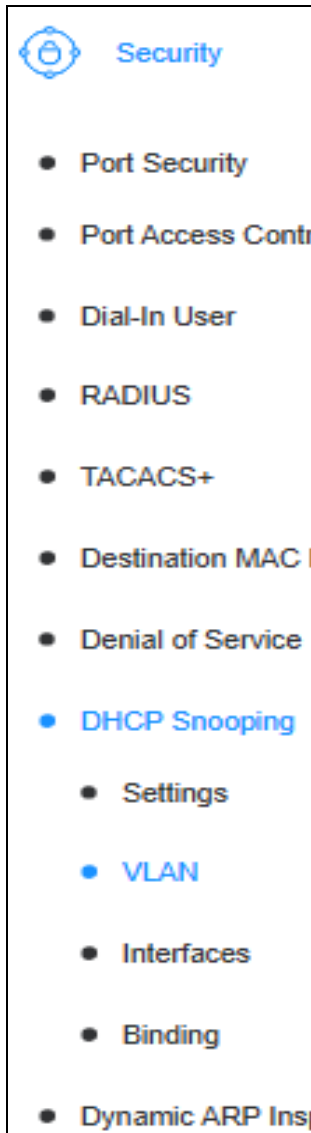 Security
Port Security
Port Access Contr
Dial-In User
RADIUS
TACACS+
Destination MAC
Denial of Service
DHCP Snooping
Settings
VLAN
Interfaces
Binding
Dynamic ARP Insp